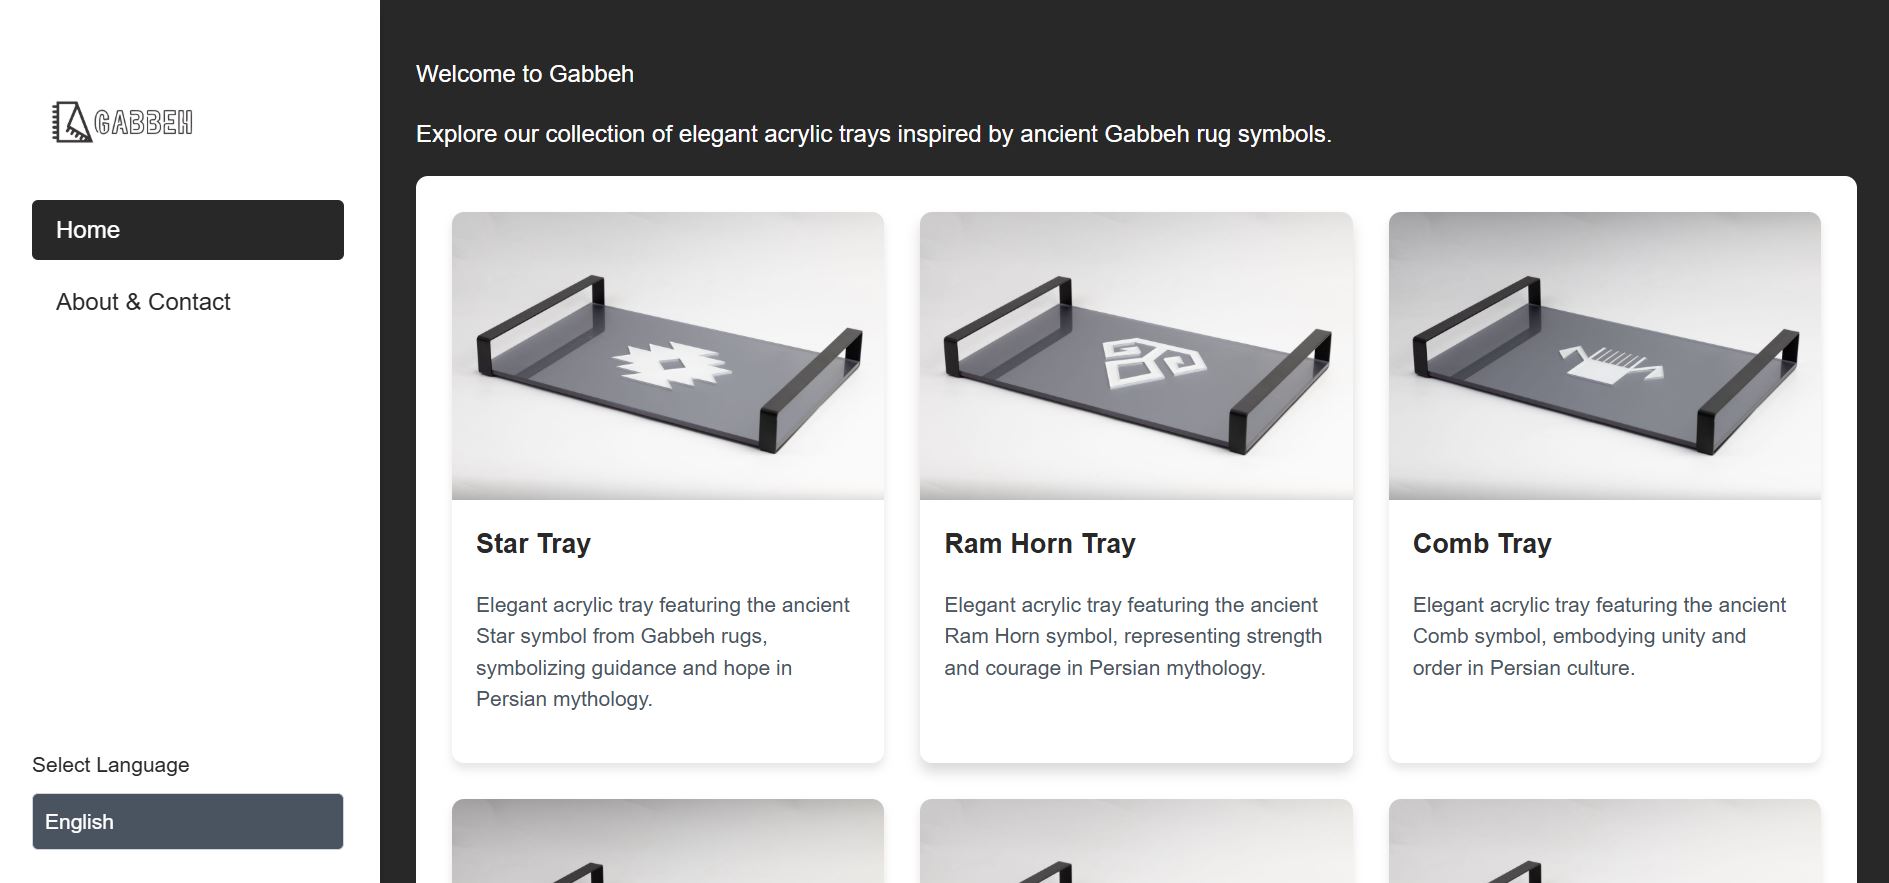 GABBEH
Home
About & Contact
Select Language
English
Welcome to Gabbeh
Explore our collection of elegant acrylic trays inspired by ancient Gabbeh rug symbols.
Star Tray
Elegant acrylic tray featuring the ancient
Star symbol from Gabbeh rugs,
symbolizing guidance and hope in
Persian mythology.
Ram Horn Tray
Elegant acrylic tray featuring the ancient
Ram Horn symbol, representing strength
and courage in Persian mythology.
Comb Tray
Elegant acrylic tray featuring the ancient
Comb symbol, embodying unity and
order in Persian culture.